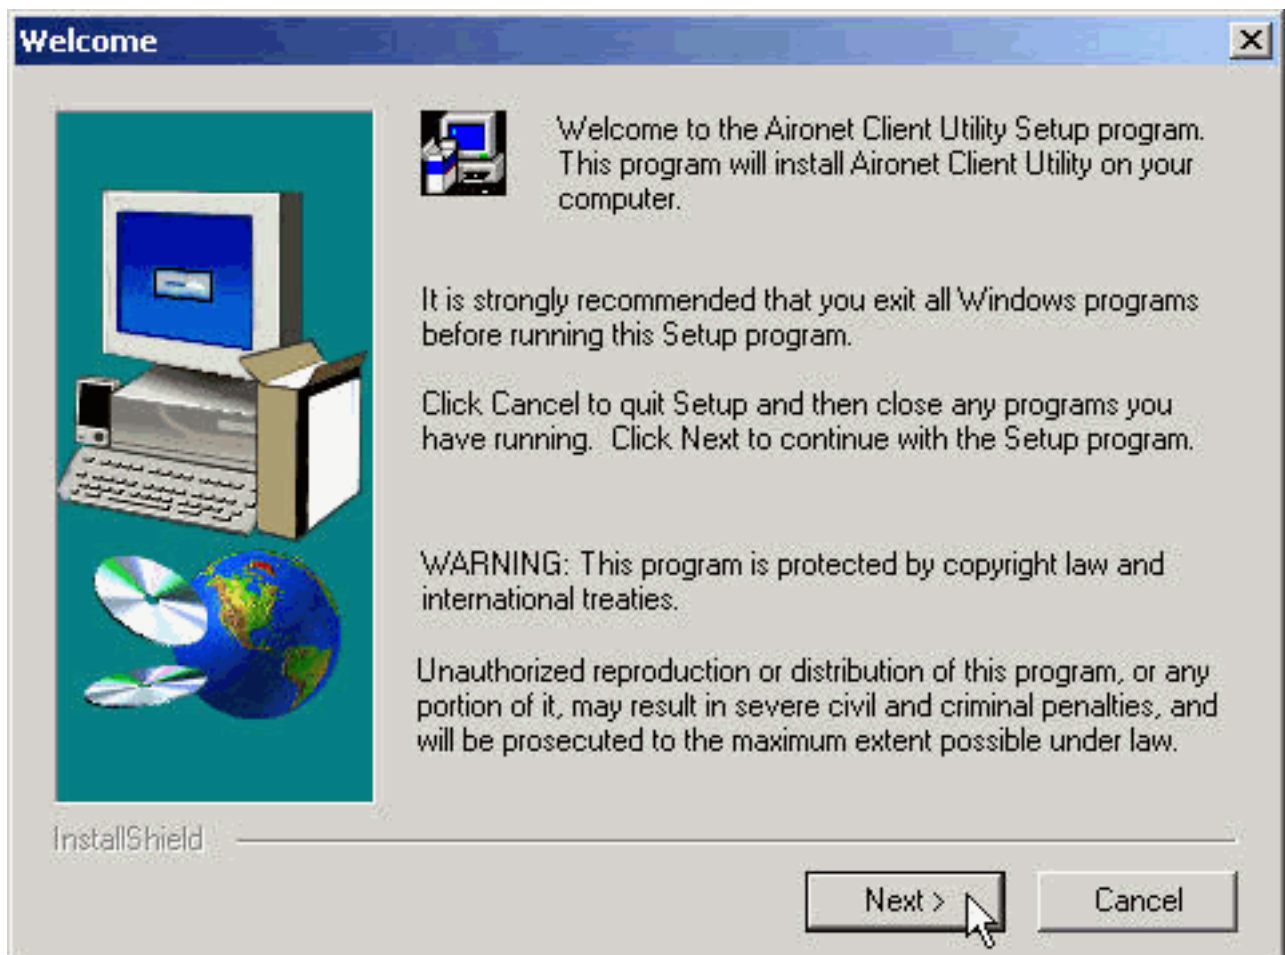 Welcome
Welcome to the Aironet Client Utility Setup program.
This program will install Aironet Client Utility on your
computer.
It is strongly recommended that you exit all Windows programs
before running this Setup program.
Click Cancel to quit Setup and then close any programs you
have running.  Click Next to continue with the Setup program.
WARNING: This program is protected by copyright law and
international treaties.
Unauthorized reproduction or distribution of this program, or any
portion of it, may result in severe civil and criminal penalties, and
will be prosecuted to the maximum extent possible under law.
InstallShield
Next >
Cancel